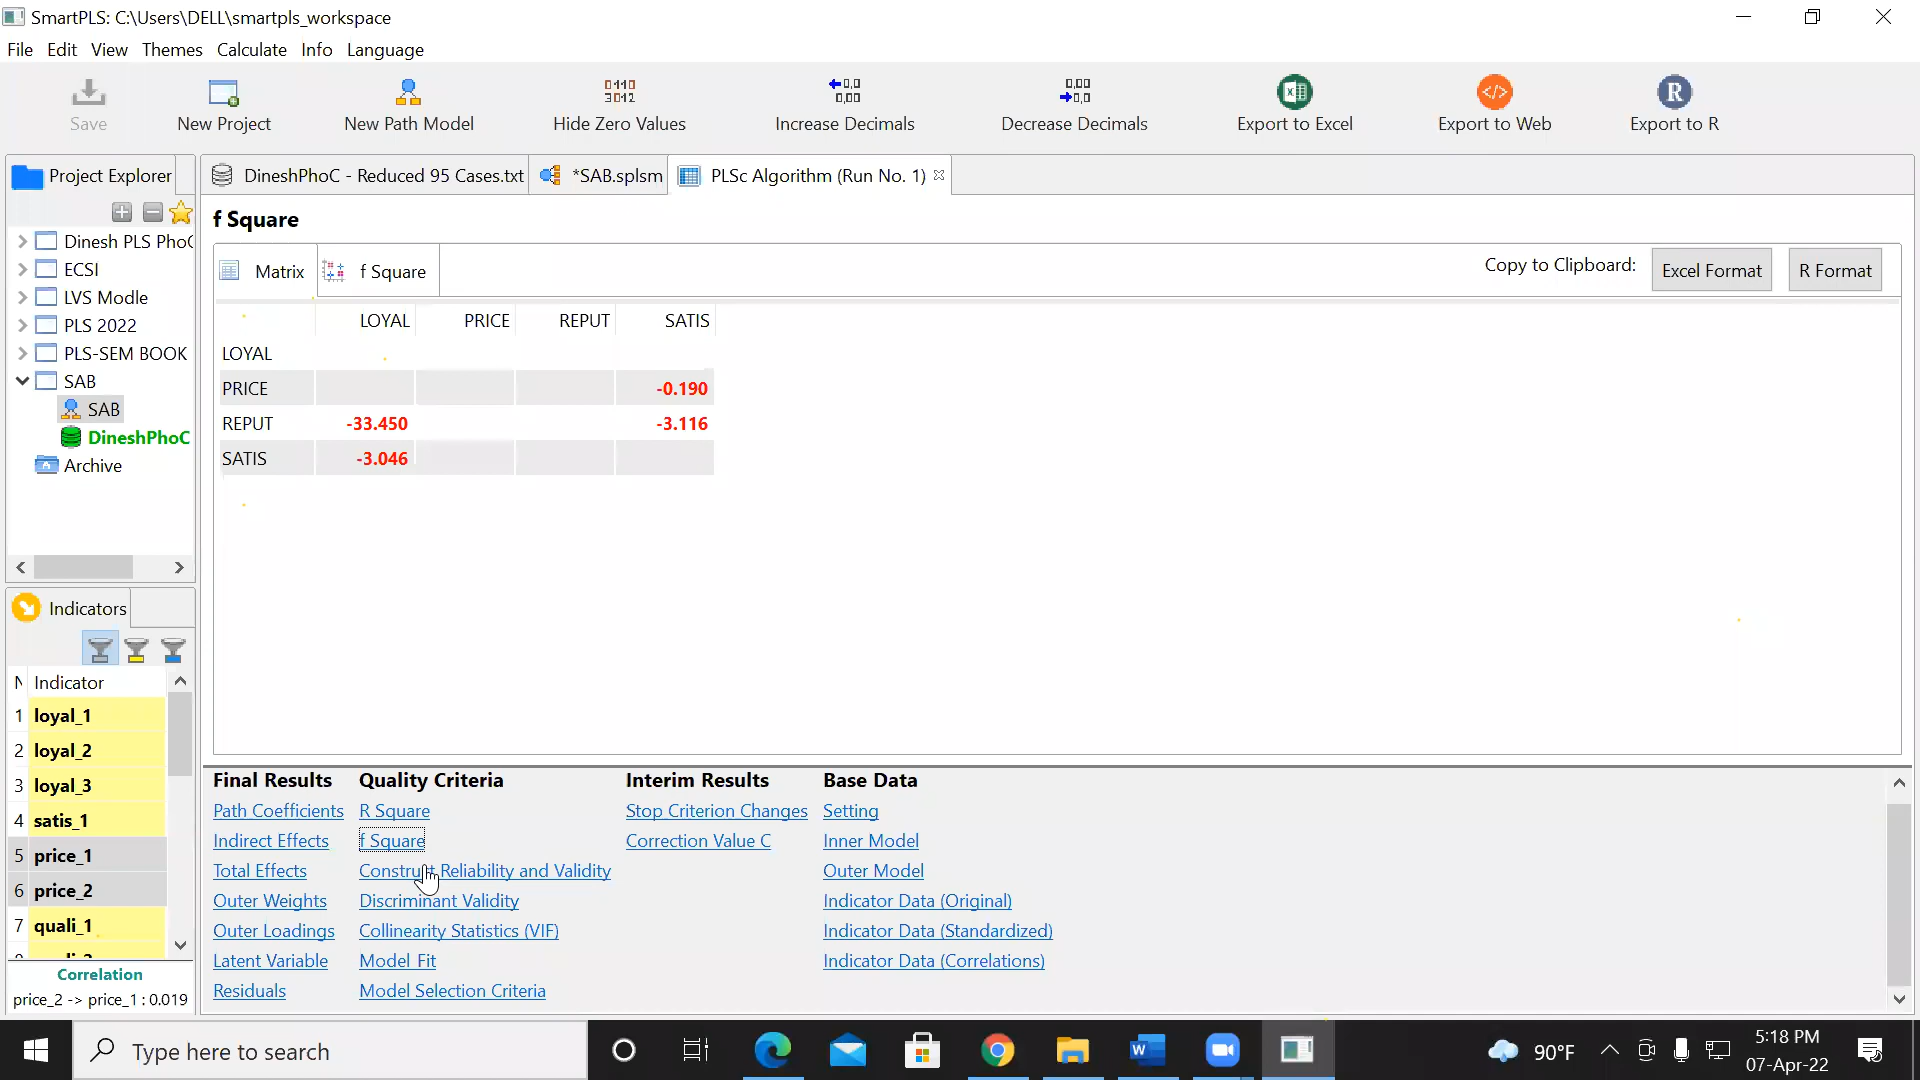 SmartPLS: C:\Users\DELL\smartpls_workspace
File Edit View Themes Calculate Info Language
Save New Project New Path Model Hide Zero Values Increase Decimals Decrease Decimals Export to Excel Export to Web Export to R
Project Explorer
DineshPhoC - Reduced 95 Cases.txt *SAB.splsm PLSc Algorithm (Run No. 1)
f Square
Dinesh PLS PhoC
ECSI
LVS Modle
PLS 2022
PLS-SEM BOOK
SAB
SAB
DineshPhoC
Archive
Matrix f Square Copy to Clipboard: Excel Format R Format
LOYAL PRICE REPUT SATIS
LOYAL
PRICE -0.190
REPUT -33.450 -3.116
SATIS -3.046
Indicators
N Indicator
1 loyal_1
2 loyal_2
3 loyal_3
4 satis_1
5 price_1
6 price_2
7 quali_1
Correlation
price_2 -> price_1 : 0.019
Final Results Quality Criteria Interim Results Base Data
Path Coefficients R Square Stop Criterion Changes Setting
Indirect Effects f Square Correction Value C Inner Model
Total Effects Construct Reliability and Validity Outer Model
Outer Weights Discriminant Validity Indicator Data (Original)
Outer Loadings Collinearity Statistics (VIF) Indicator Data (Standardized)
Latent Variable Model Fit Indicator Data (Correlations)
Residuals Model Selection Criteria
Type here to search
90°F
5:18 PM
07-Apr-22